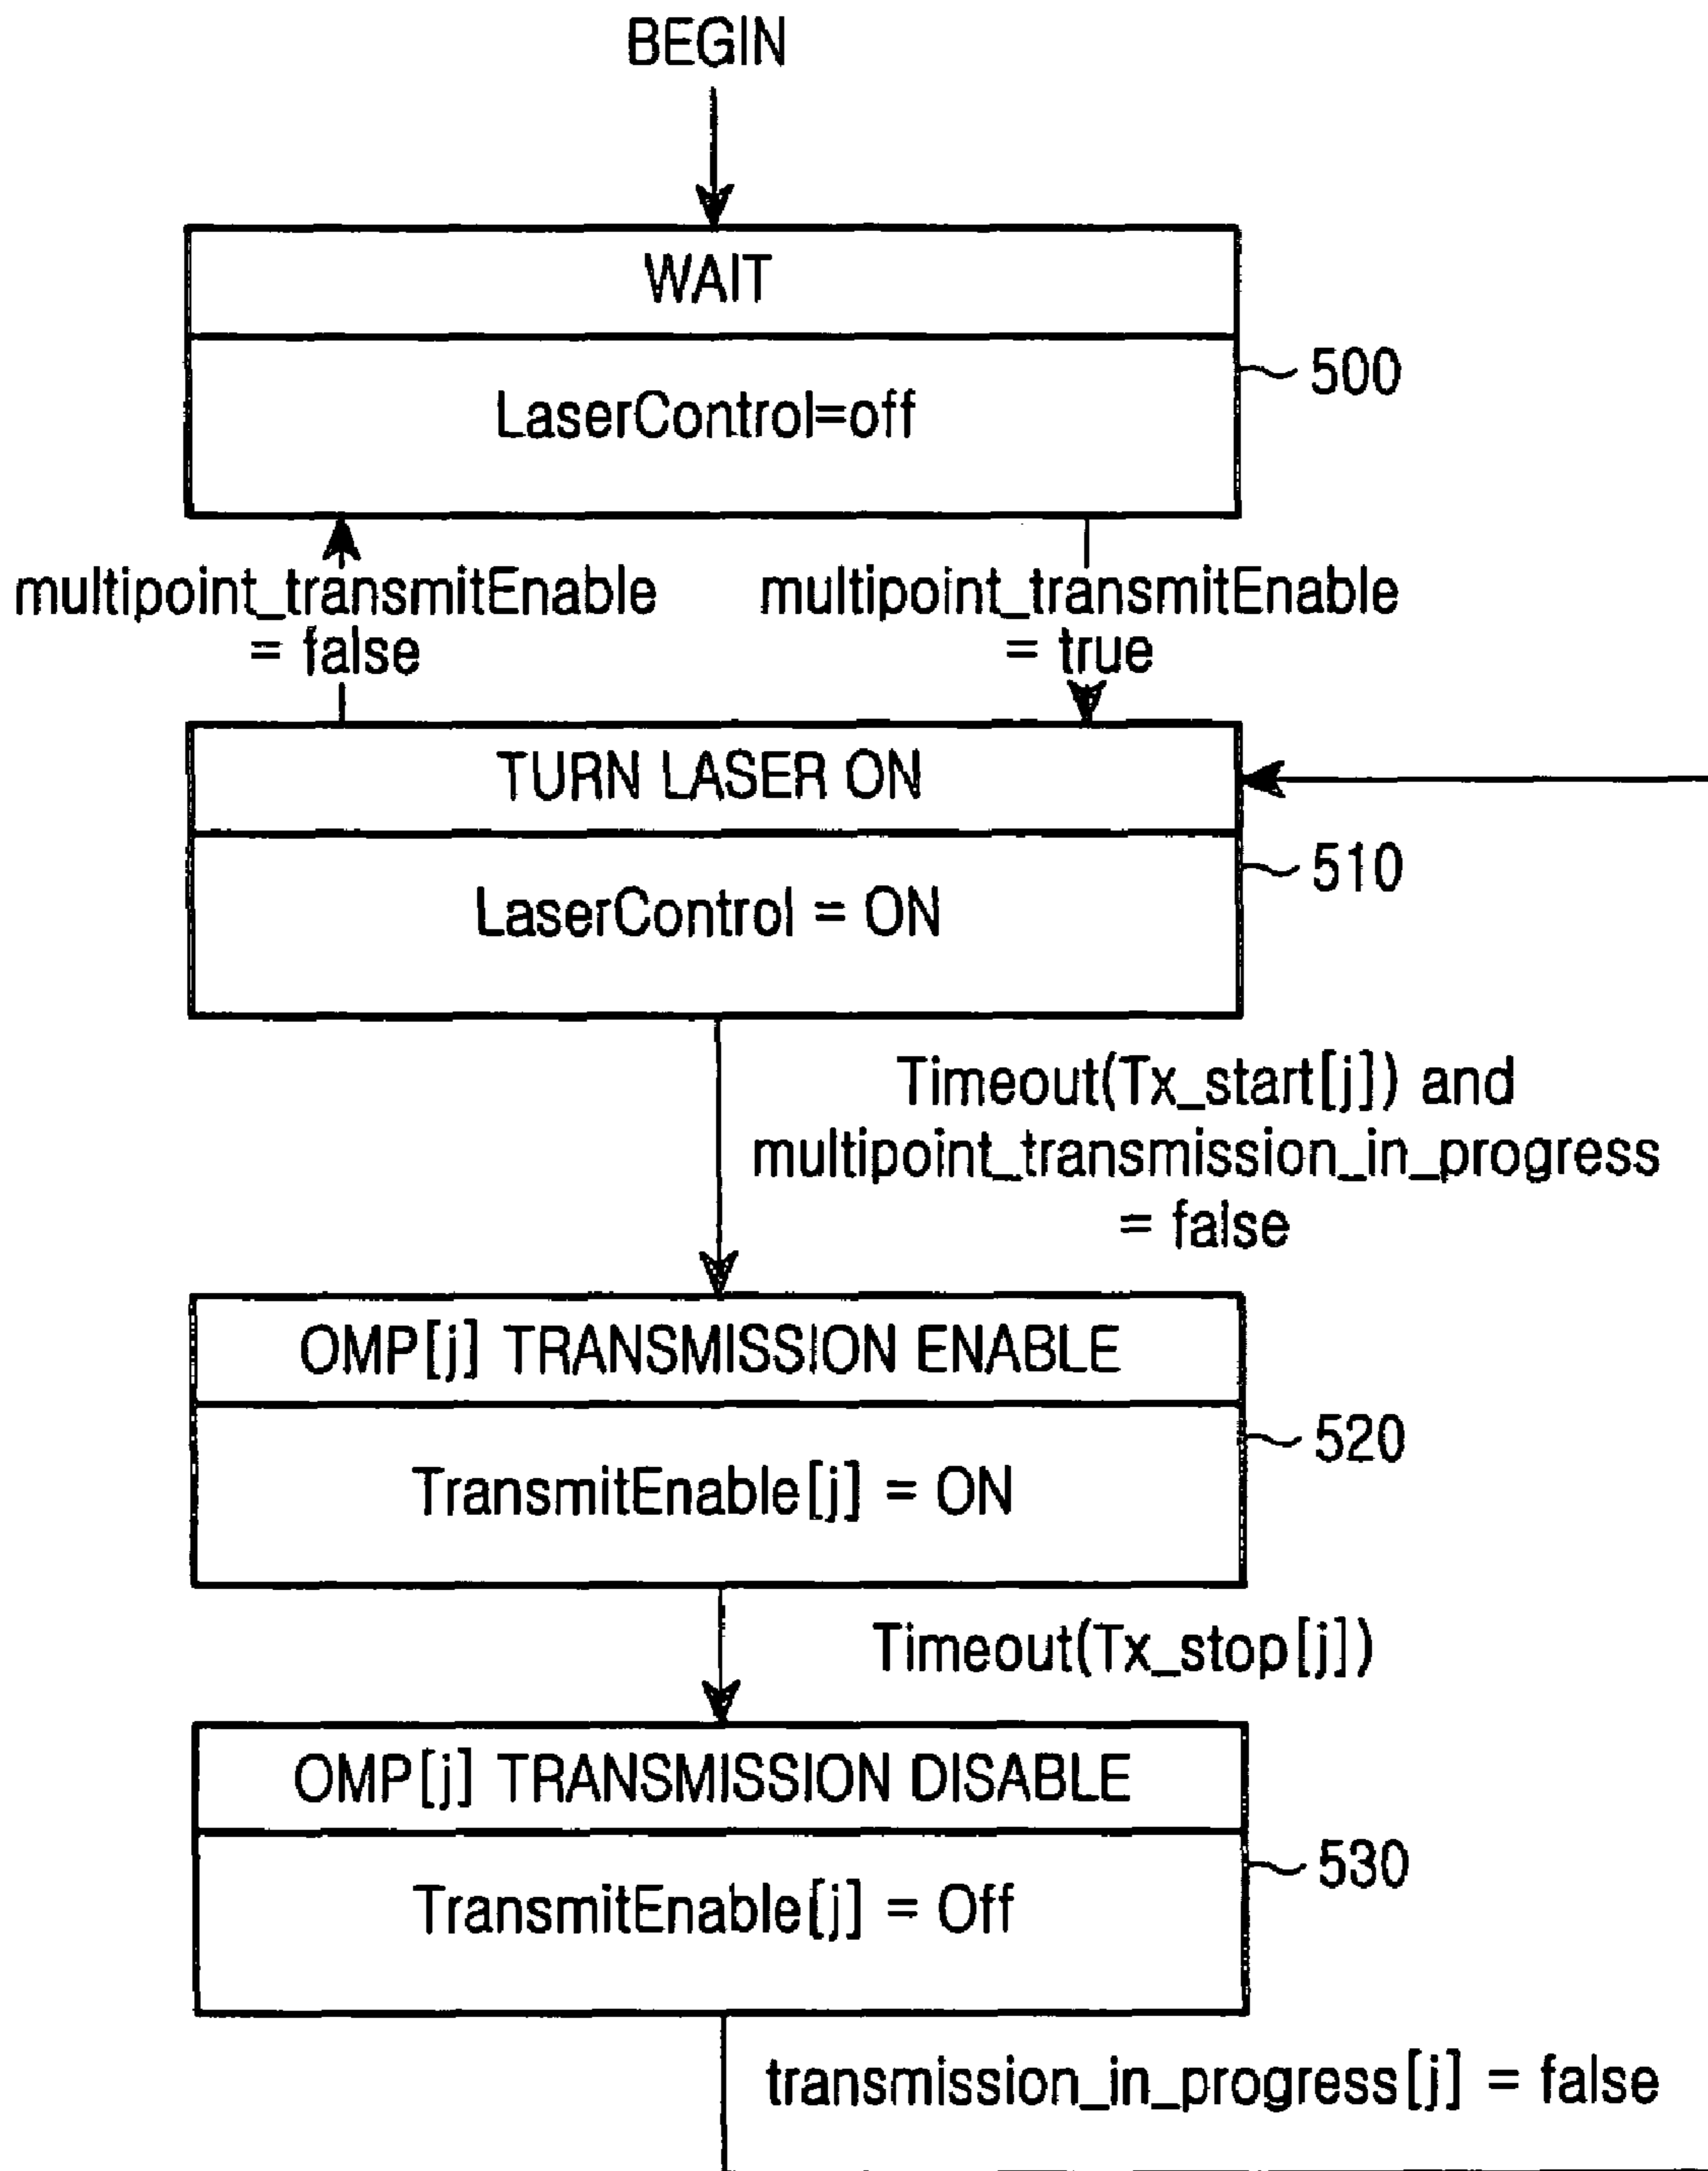 BEGIN
WAIT
LaserControl=off
500
multipoint_transmitEnable
= false
multipoint_transmitEnable
= true
TURN LASER ON
LaserControl = ON
510
Timeout(Tx_start[j]) and
multipoint_transmission_in_progress
= false
OMP[j] TRANSMISSION ENABLE
TransmitEnable[j] = ON
520
Timeout(Tx_stop[j])
OMP[j] TRANSMISSION DISABLE
TransmitEnable[j] = Off
530
transmission_in_progress[j] = false